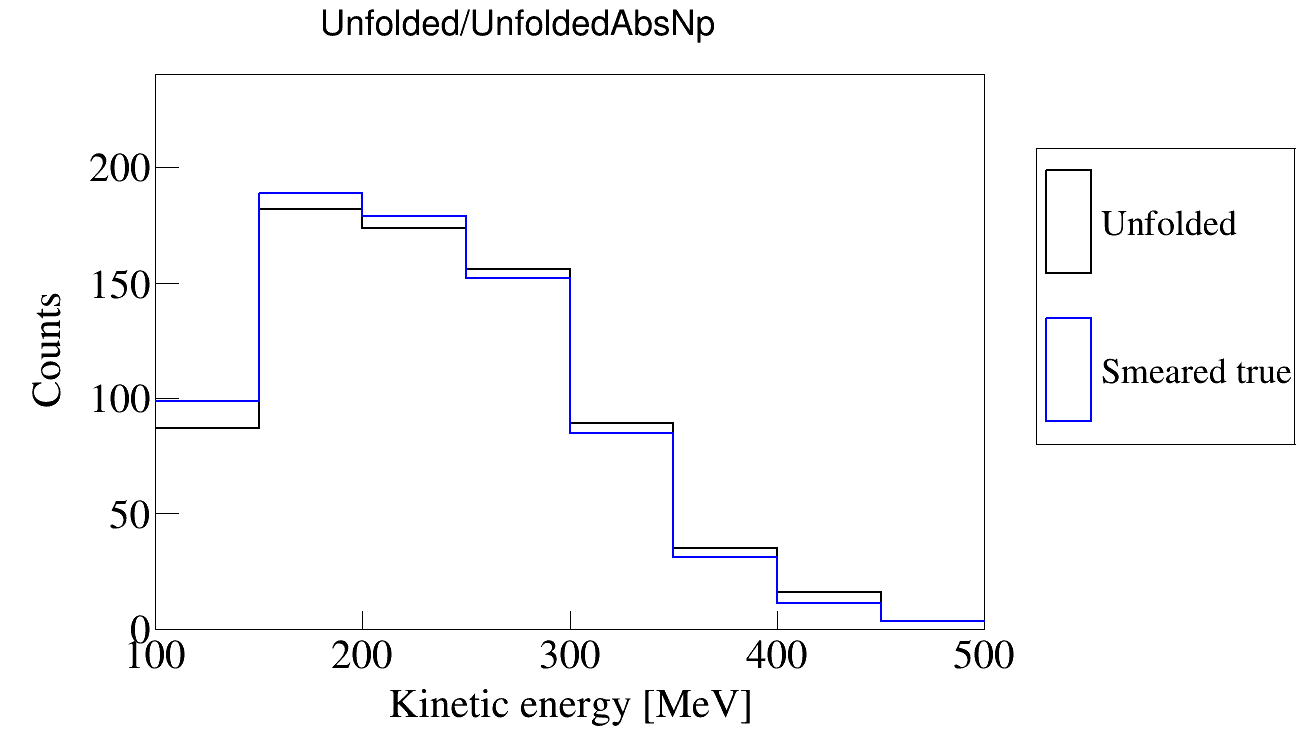 Unfolded/UnfoldedAbsNp
200
150
100
50
0
Counts
100 200 300 400 500
Kinetic energy [MeV]
Unfolded
Smeared true